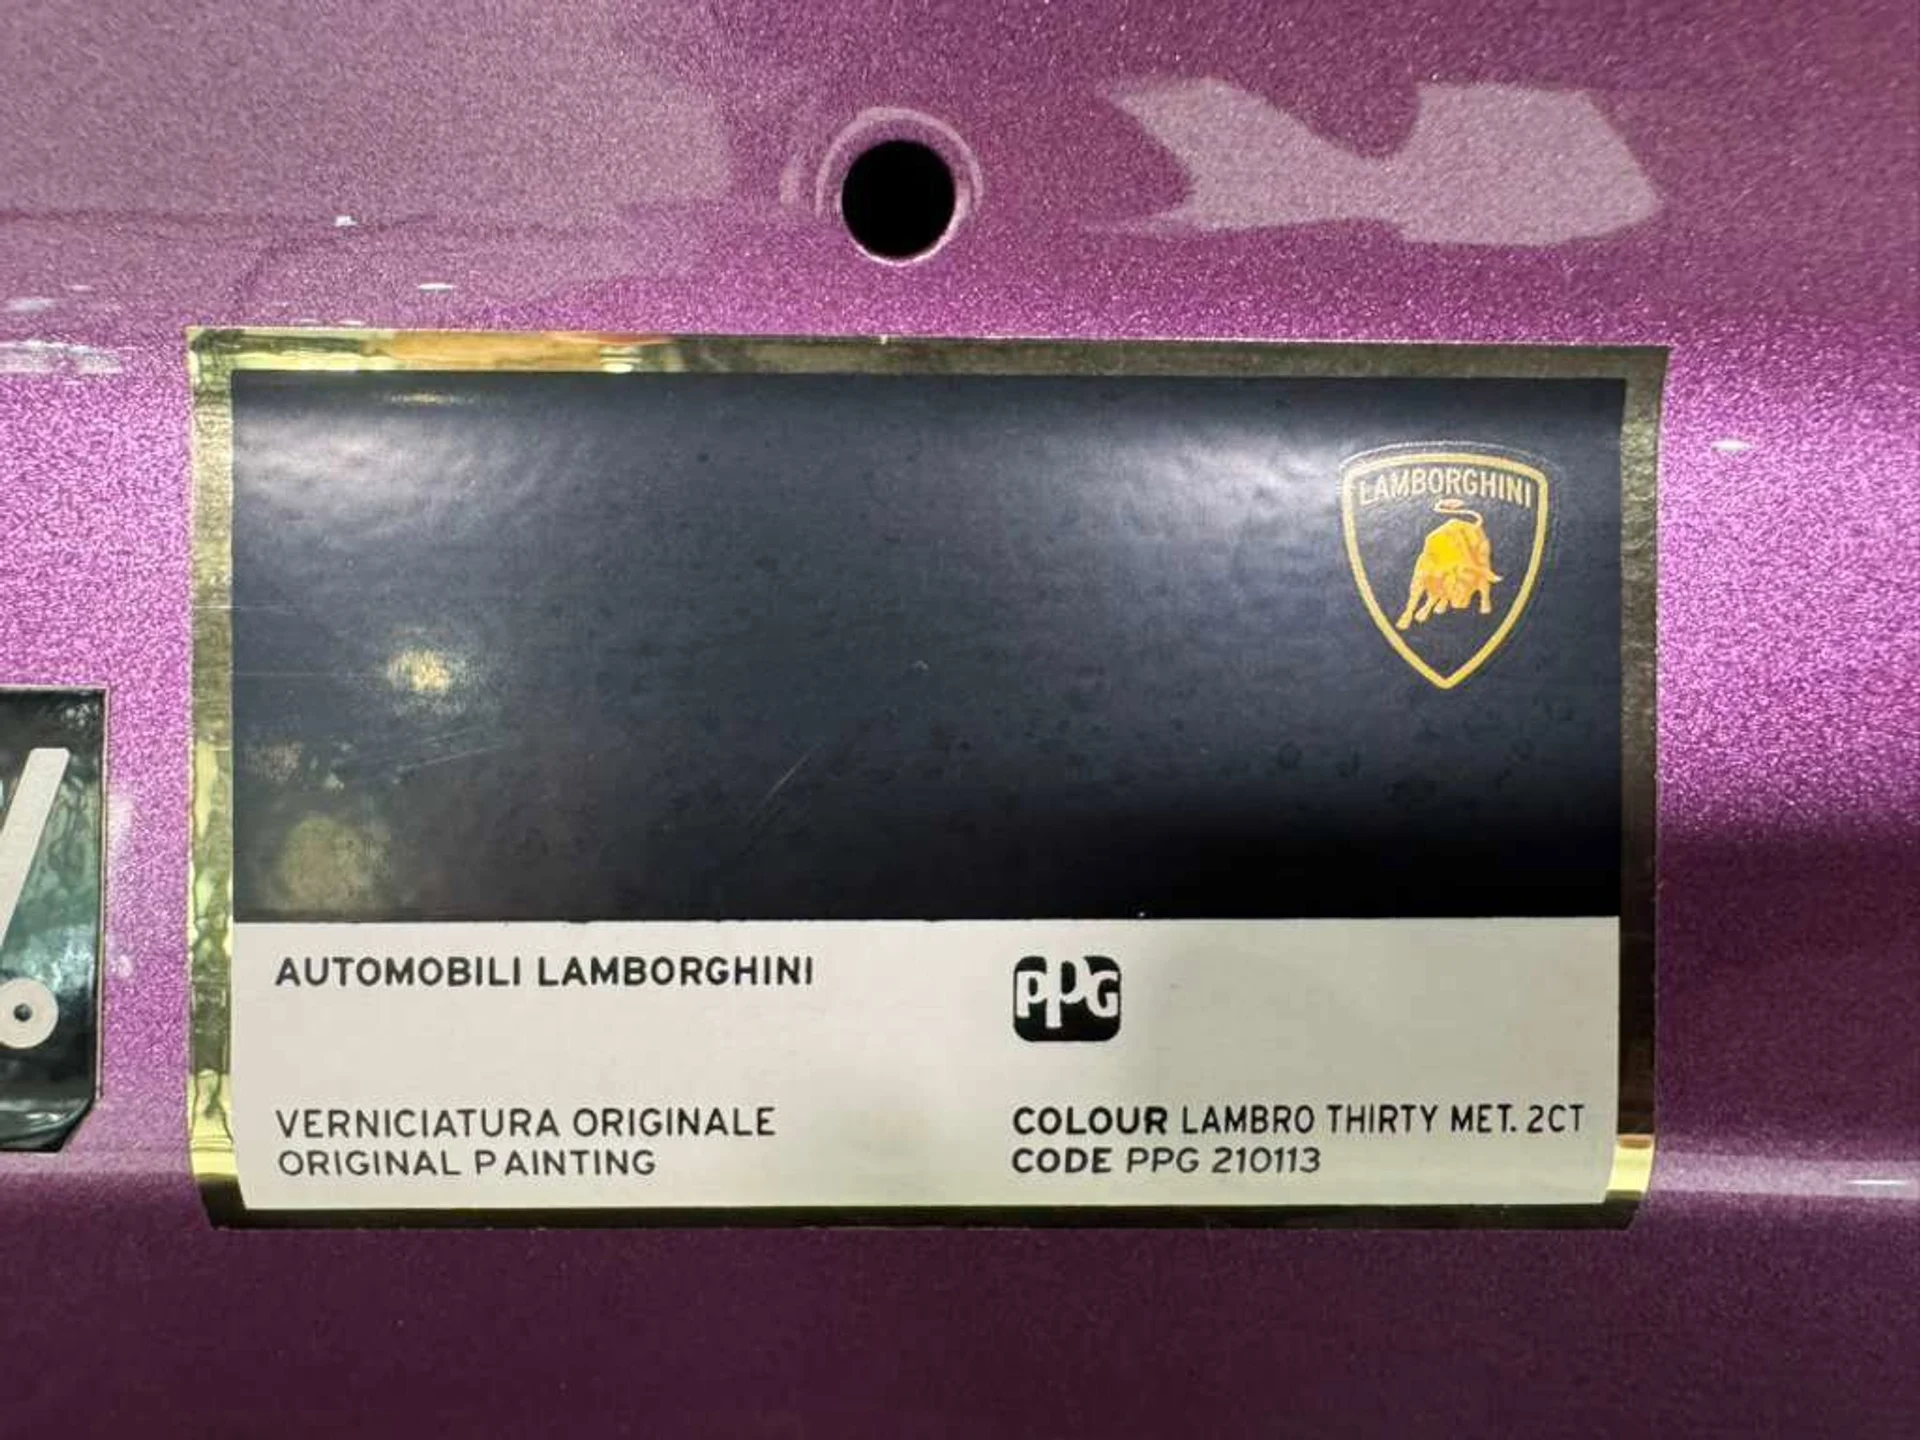 LAMBORGHINI
AUTOMOBILI LAMBORGHINI
PPG
VERNICIATURA ORIGINALE
ORIGINAL PAINTING
COLOUR LAMBRO THIRTY MET. 2CT
CODE PPG 210113